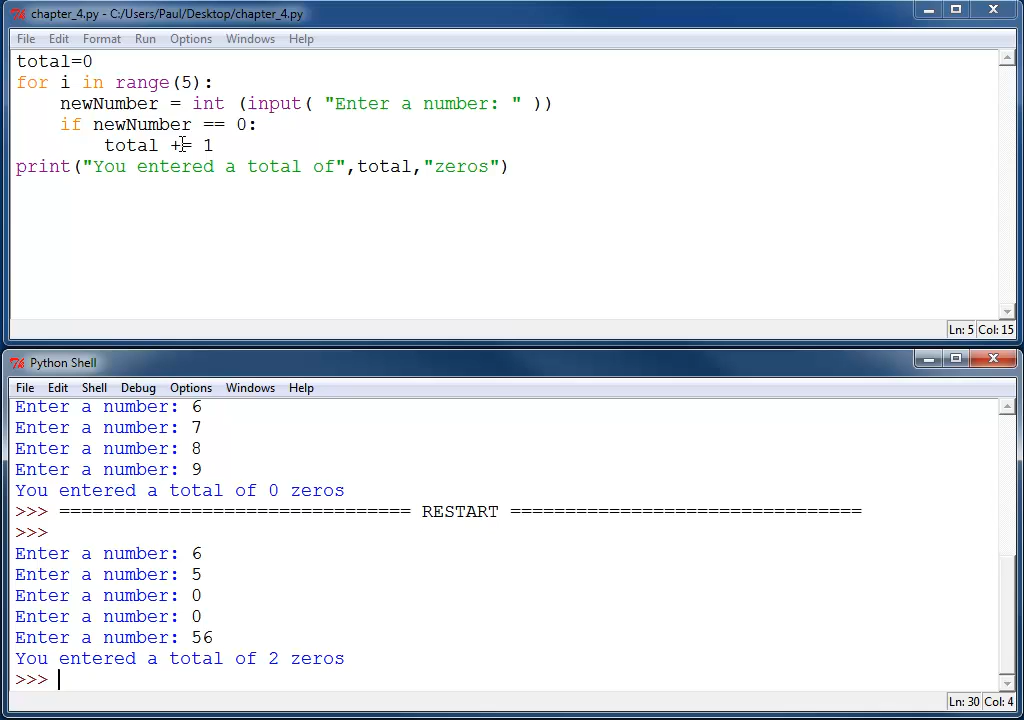 chapter_4.py - C:/Users/Paul/Desktop/chapter_4.py
File Edit Format Run Options Windows Help
total=0
for i in range(5):
    newNumber = int (input( "Enter a number: " ))
    if newNumber == 0:
        total += 1
print("You entered a total of",total,"zeros")
Ln: 5 Col: 15
Python Shell
File Edit Shell Debug Options Windows Help
Enter a number: 6
Enter a number: 7
Enter a number: 8
Enter a number: 9
You entered a total of 0 zeros
>>> ================================ RESTART ================================
>>>
Enter a number: 6
Enter a number: 5
Enter a number: 0
Enter a number: 0
Enter a number: 56
You entered a total of 2 zeros
>>>
Ln: 30 Col: 4